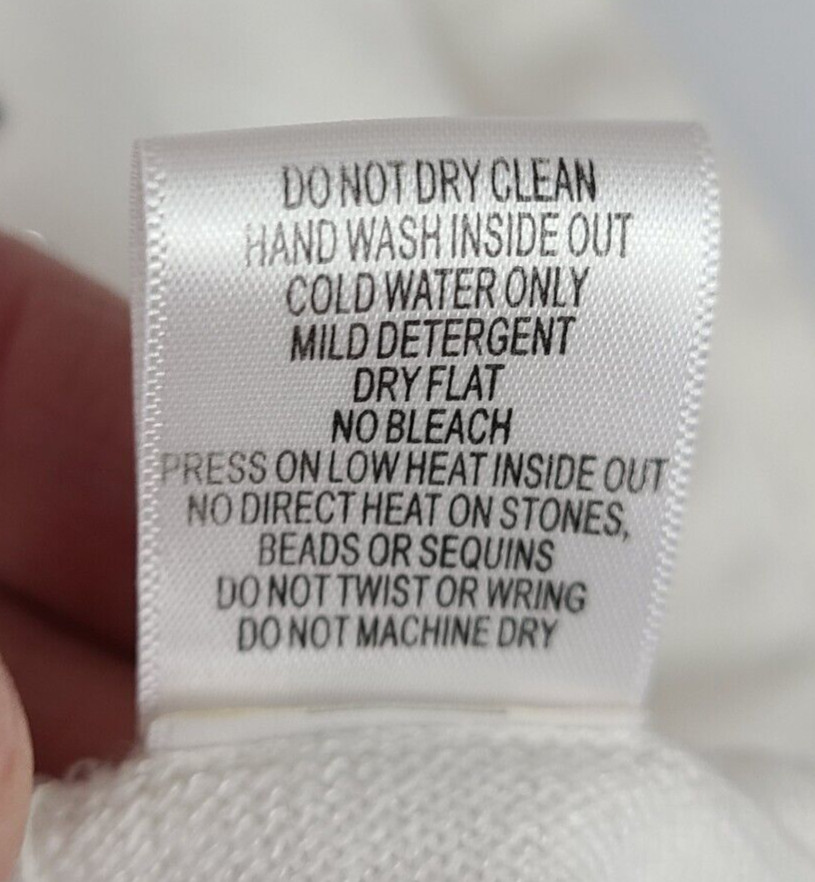 DO NOT DRY CLEAN
HAND WASH INSIDE OUT
COLD WATER ONLY
MILD DETERGENT
DRY FLAT
NO BLEACH
PRESS ON LOW HEAT INSIDE OUT
NO DIRECT HEAT ON STONES,
BEADS OR SEQUINS
DO NOT TWIST OR WRING
DO NOT MACHINE DRY